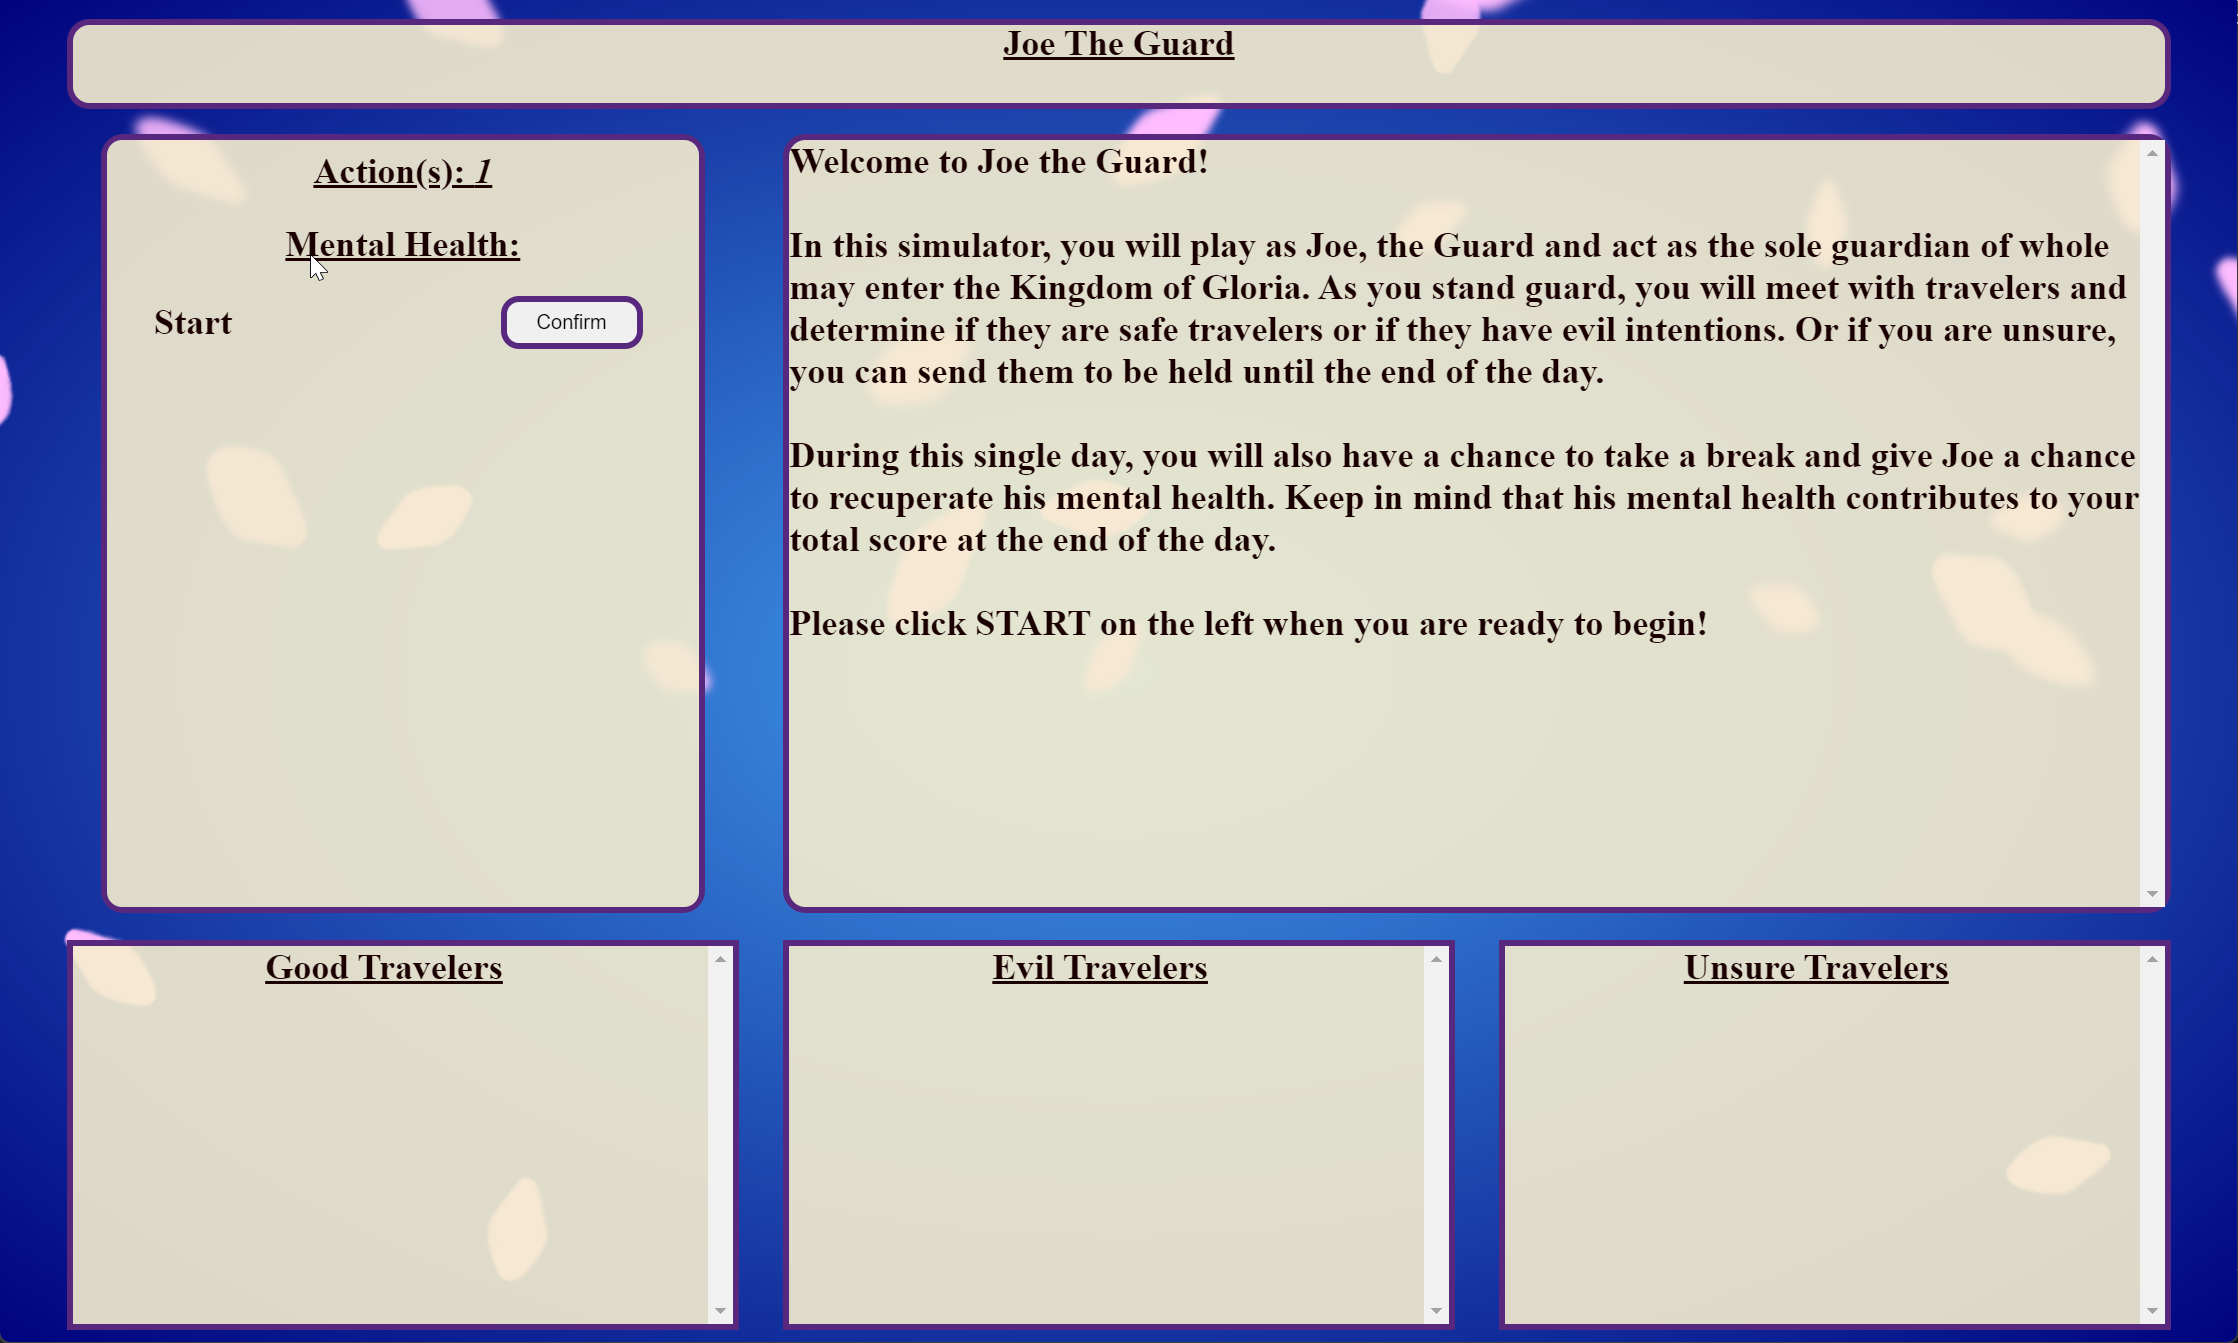 Joe The Guard
Action(s): 1
Mental Health:
Start
Confirm
Welcome to Joe the Guard!
In this simulator, you will play as Joe, the Guard and act as the sole guardian of whole
may enter the Kingdom of Gloria. As you stand guard, you will meet with travelers and
determine if they are safe travelers or if they have evil intentions. Or if you are unsure,
you can send them to be held until the end of the day.
During this single day, you will also have a chance to take a break and give Joe a chance
to recuperate his mental health. Keep in mind that his mental health contributes to your
total score at the end of the day.
Please click START on the left when you are ready to begin!
Good Travelers
Evil Travelers
Unsure Travelers